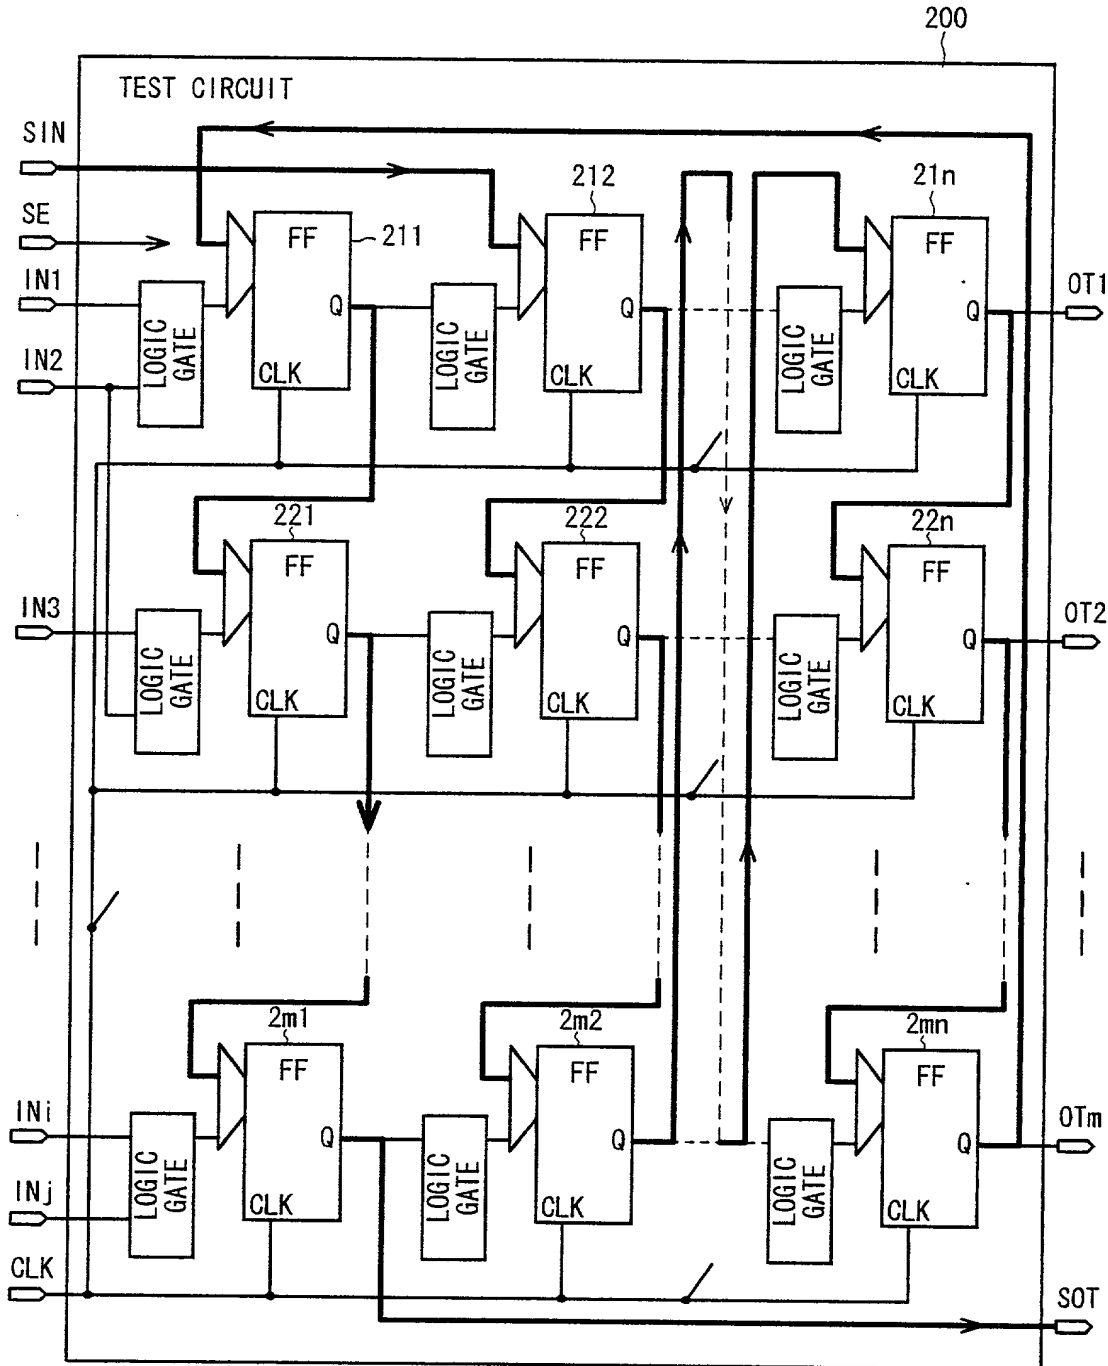 200
TEST CIRCUIT
SIN
SE
IN1
IN2
LOGIC GATE
FF
Q
CLK
211
LOGIC GATE
212
FF
Q
CLK
LOGIC GATE
21n
FF
Q
CLK
OT1
IN3
LOGIC GATE
221
FF
Q
CLK
LOGIC GATE
222
FF
Q
CLK
LOGIC GATE
22n
FF
Q
CLK
OT2
INi
INj
LOGIC GATE
2m1
FF
Q
CLK
LOGIC GATE
2m2
FF
Q
CLK
LOGIC GATE
2mn
FF
Q
CLK
OTm
CLK
SOT